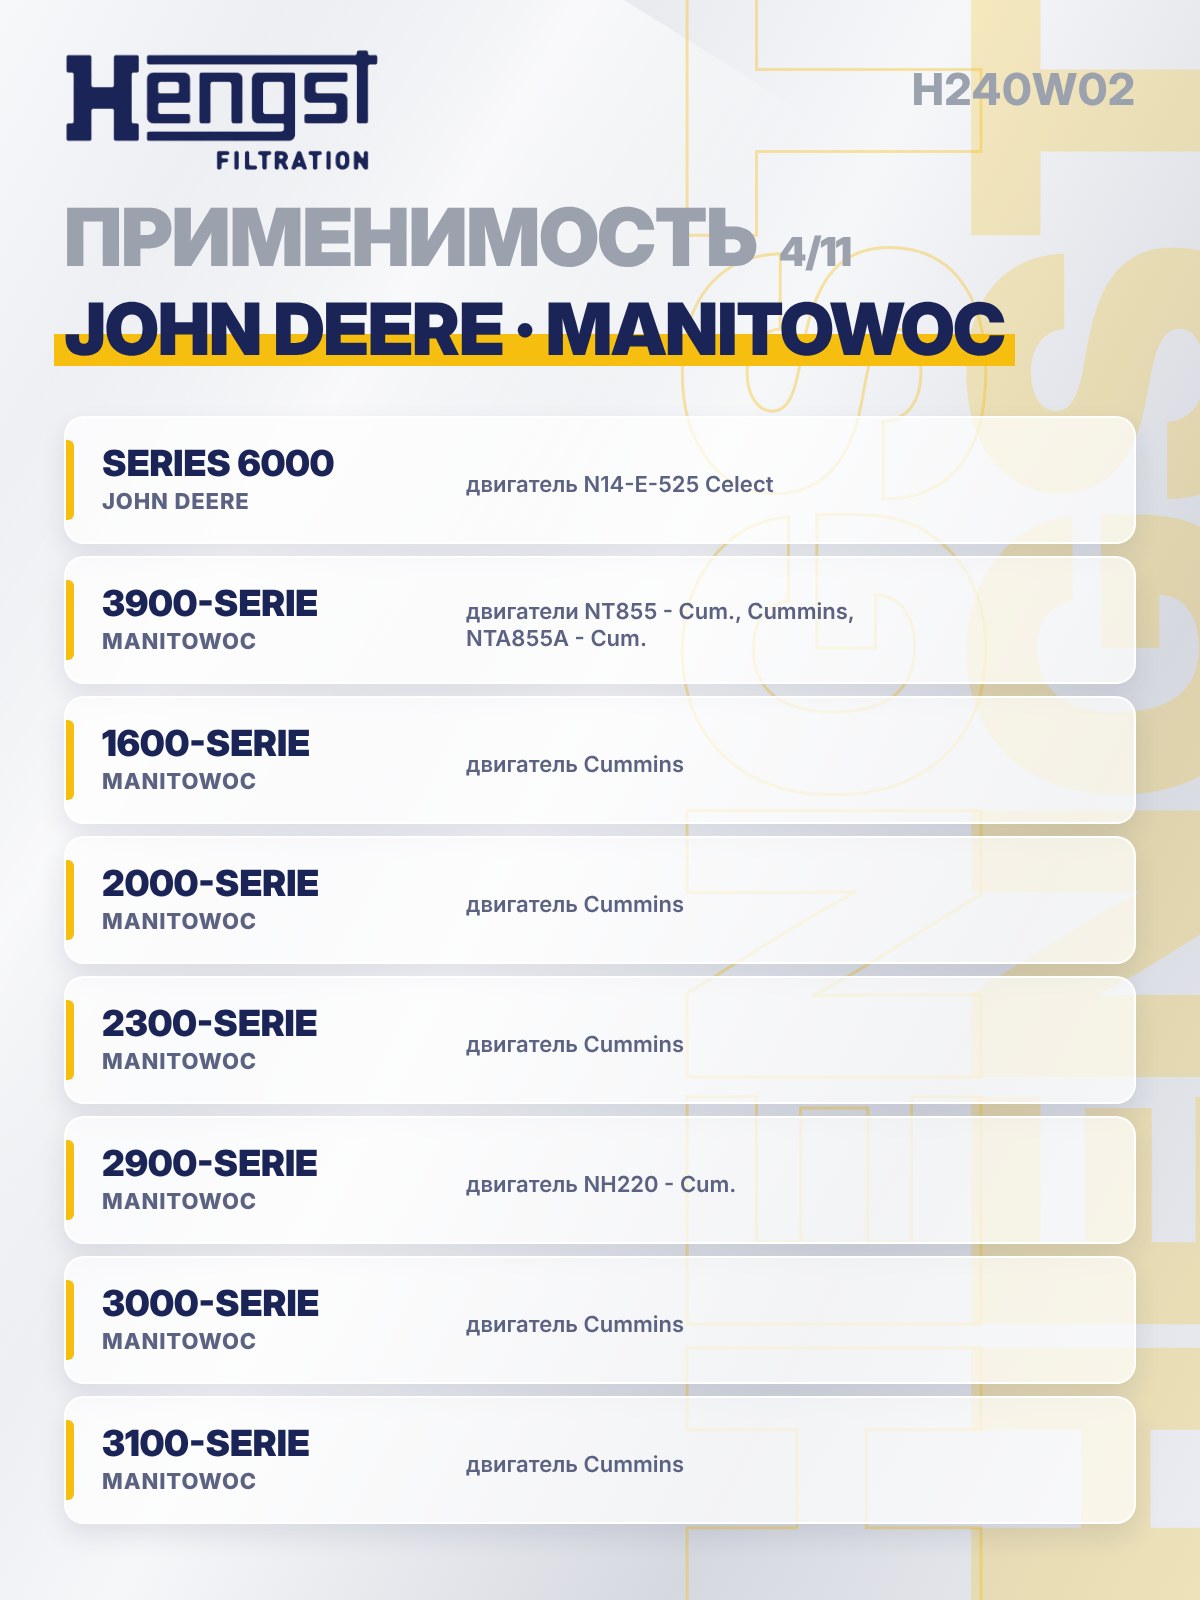 Hengst
FILTRATION
H240W02
ПРИМЕНИМОСТЬ 4/11
JOHN DEERE · MANITOWOC
SERIES 6000
JOHN DEERE
двигатель N14-E-525 Celect
3900-SERIE
MANITOWOC
двигатели NT855 - Cum., Cummins,
NTA855A - Cum.
1600-SERIE
MANITOWOC
двигатель Cummins
2000-SERIE
MANITOWOC
двигатель Cummins
2300-SERIE
MANITOWOC
двигатель Cummins
2900-SERIE
MANITOWOC
двигатель NH220 - Cum.
3000-SERIE
MANITOWOC
двигатель Cummins
3100-SERIE
MANITOWOC
двигатель Cummins
HENGST
HENGST